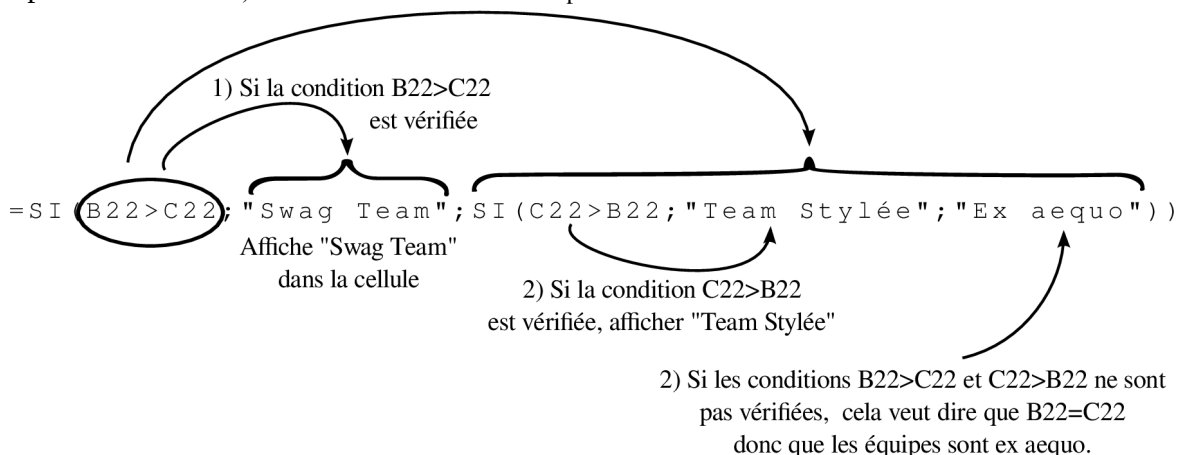 1) Si la condition B22>C22
est vérifiée
=SI(B22>C22;"Swag Team";SI(C22>B22;"Team Stylée";"Ex aequo"))
Affiche "Swag Team"
dans la cellule
2) Si la condition C22>B22
est vérifiée, afficher "Team Stylée"
2) Si les conditions B22>C22 et C22>B22 ne sont
pas vérifiées, cela veut dire que B22=C22
donc que les équipes sont ex aequo.